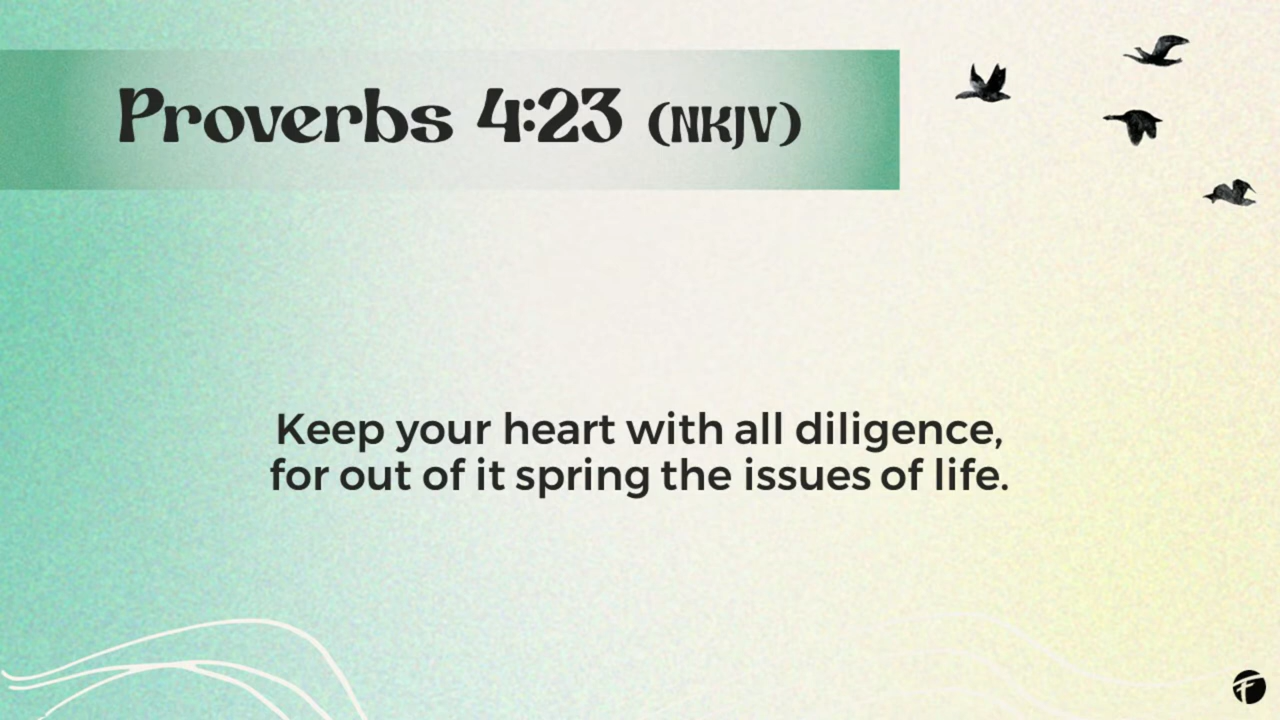 Proverbs 4:23 (NKJV)
Keep your heart with all diligence,
for out of it spring the issues of life.